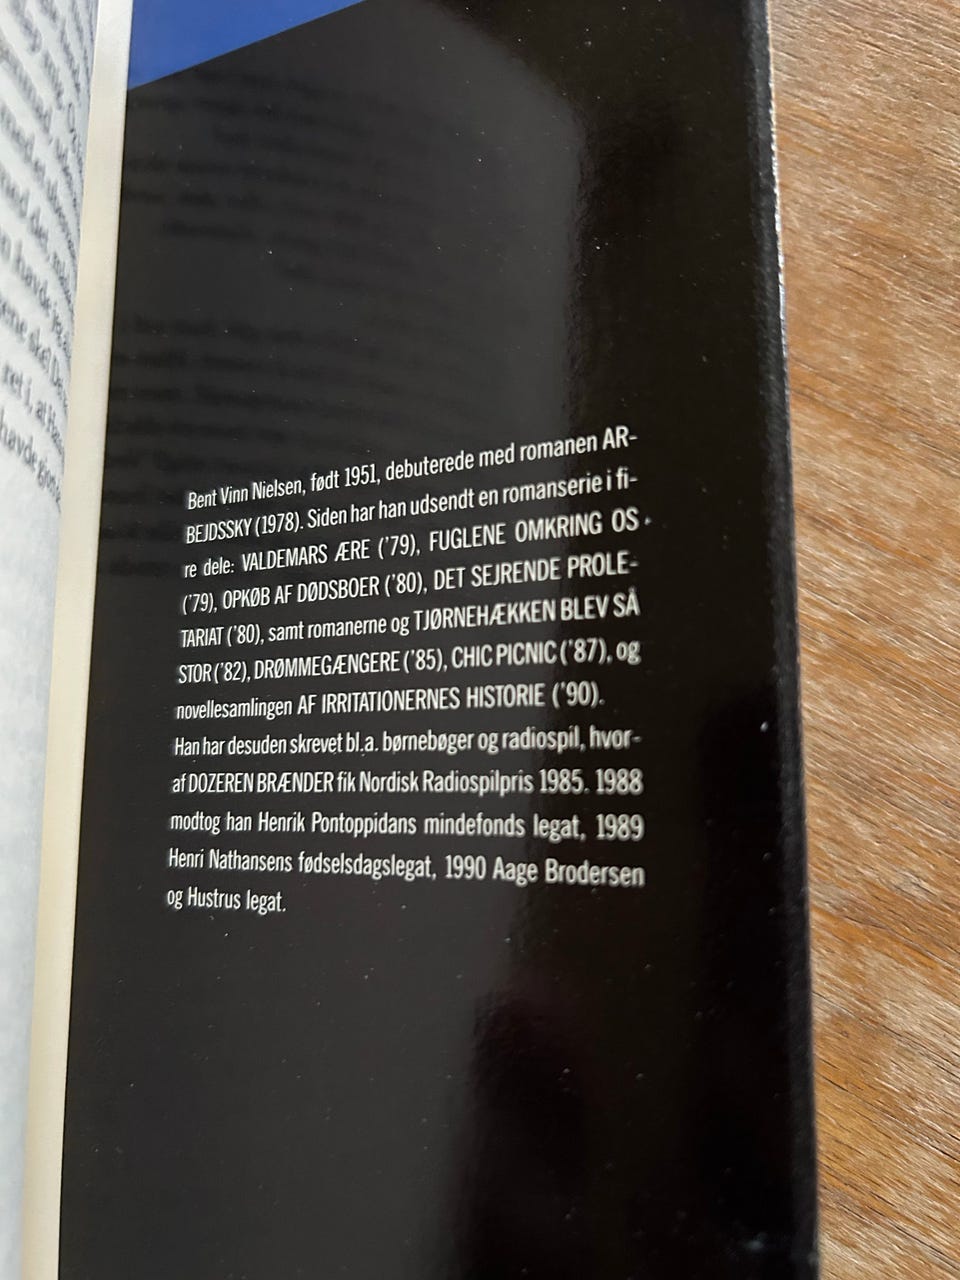 Bent Vinn Nielsen, født 1951, debuterede med romanen AR-
BEJDSSKY (1978). Siden har han udsendt en romanserie i fi-
re dele: VALDEMARS ÆRE ('79), FUGLENE OMKRING OS
('79), OPKØB AF DØDSBOER ('80), DET SEJRENDE PROLE-
TARIAT ('80), samt romanerne og TJØRNEHÆKKEN BLEV SÅ
STOR ('82), DRØMMEGÆNGERE ('85), CHIC PICNIC ('87), og
novellesamlingen AF IRRITATIONERNES HISTORIE ('90).
Han har desuden skrevet bl.a. børnebøger og radiospil, hvor-
af DOZEREN BRÆNDER fik Nordisk Radiospilpris 1985. 1988
modtog han Henrik Pontoppidans mindefonds legat, 1989
Henri Nathansens fødselsdagslegat, 1990 Aage Brodersen
og Hustrus legat.